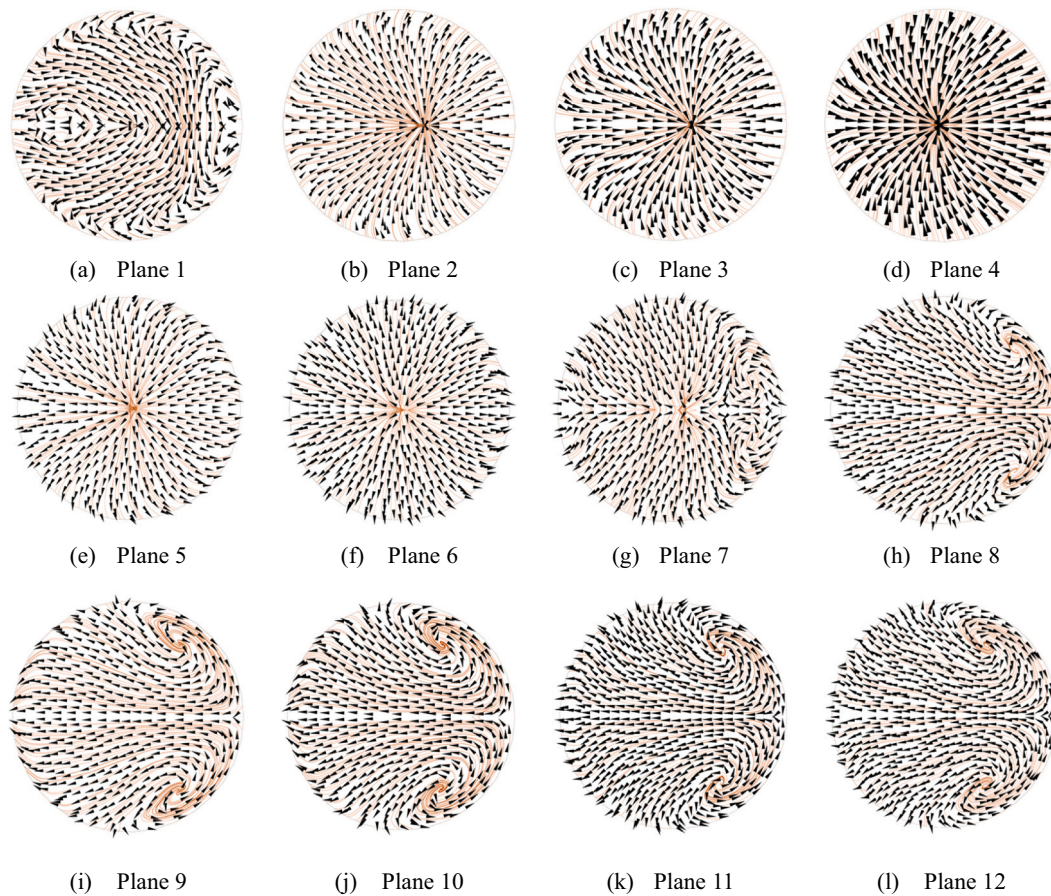 (a) Plane 1
(b) Plane 2
(c) Plane 3
(d) Plane 4
(e) Plane 5
(f) Plane 6
(g) Plane 7
(h) Plane 8
(i) Plane 9
(j) Plane 10
(k) Plane 11
(l) Plane 12